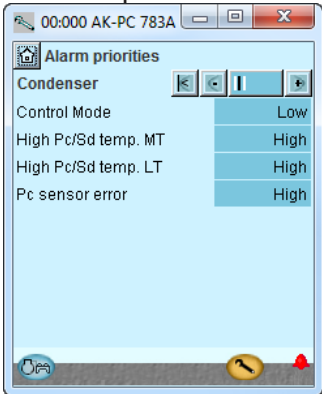 00:000 AK-PC 783A
Alarm priorities
Condenser
Control Mode Low
High Pc/Sd temp. MT High
High Pc/Sd temp. LT High
Pc sensor error High